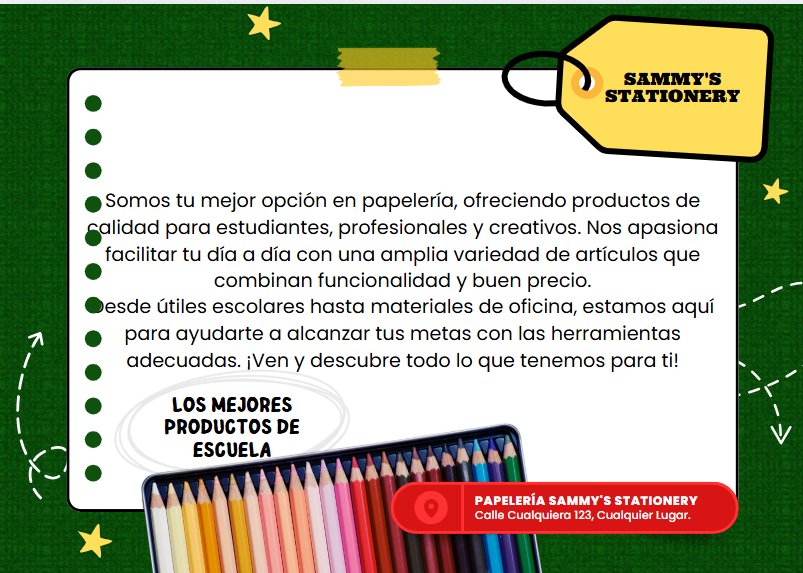 SAMMY'S
STATIONERY
Somos tu mejor opción en papelería, ofreciendo productos de
calidad para estudiantes, profesionales y creativos. Nos apasiona
facilitar tu día a día con una amplia variedad de artículos que
combinan funcionalidad y buen precio.
Desde útiles escolares hasta materiales de oficina, estamos aquí
para ayudarte a alcanzar tus metas con las herramientas
adecuadas. ¡Ven y descubre todo lo que tenemos para ti!
LOS MEJORES
PRODUCTOS DE
ESCUELA
PAPELERÍA SAMMY'S STATIONERY
Calle Cualquiera 123, Cualquier Lugar.